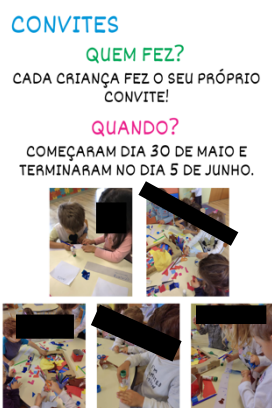 CONVITES
QUEM FEZ?
CADA CRIANÇA FEZ O SEU PRÓPRIO
CONVITE!
QUANDO?
COMEÇARAM DIA 30 DE MAIO E
TERMINARAM NO DIA 5 DE JUNHO.